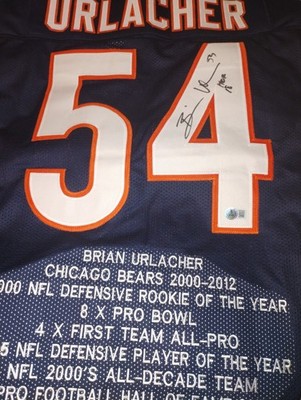 URLACHER
54
BRIAN URLACHER
CHICAGO BEARS 2000-2012
000 NFL DEFENSIVE ROOKIE OF THE YEAR
8 X PRO BOWL
4 X FIRST TEAM ALL-PRO
5 NFL DEFENSIVE PLAYER OF THE YEAR
NFL 2000'S ALL-DECADE TEAM
PRO FOOTBALL HALL OF FAME